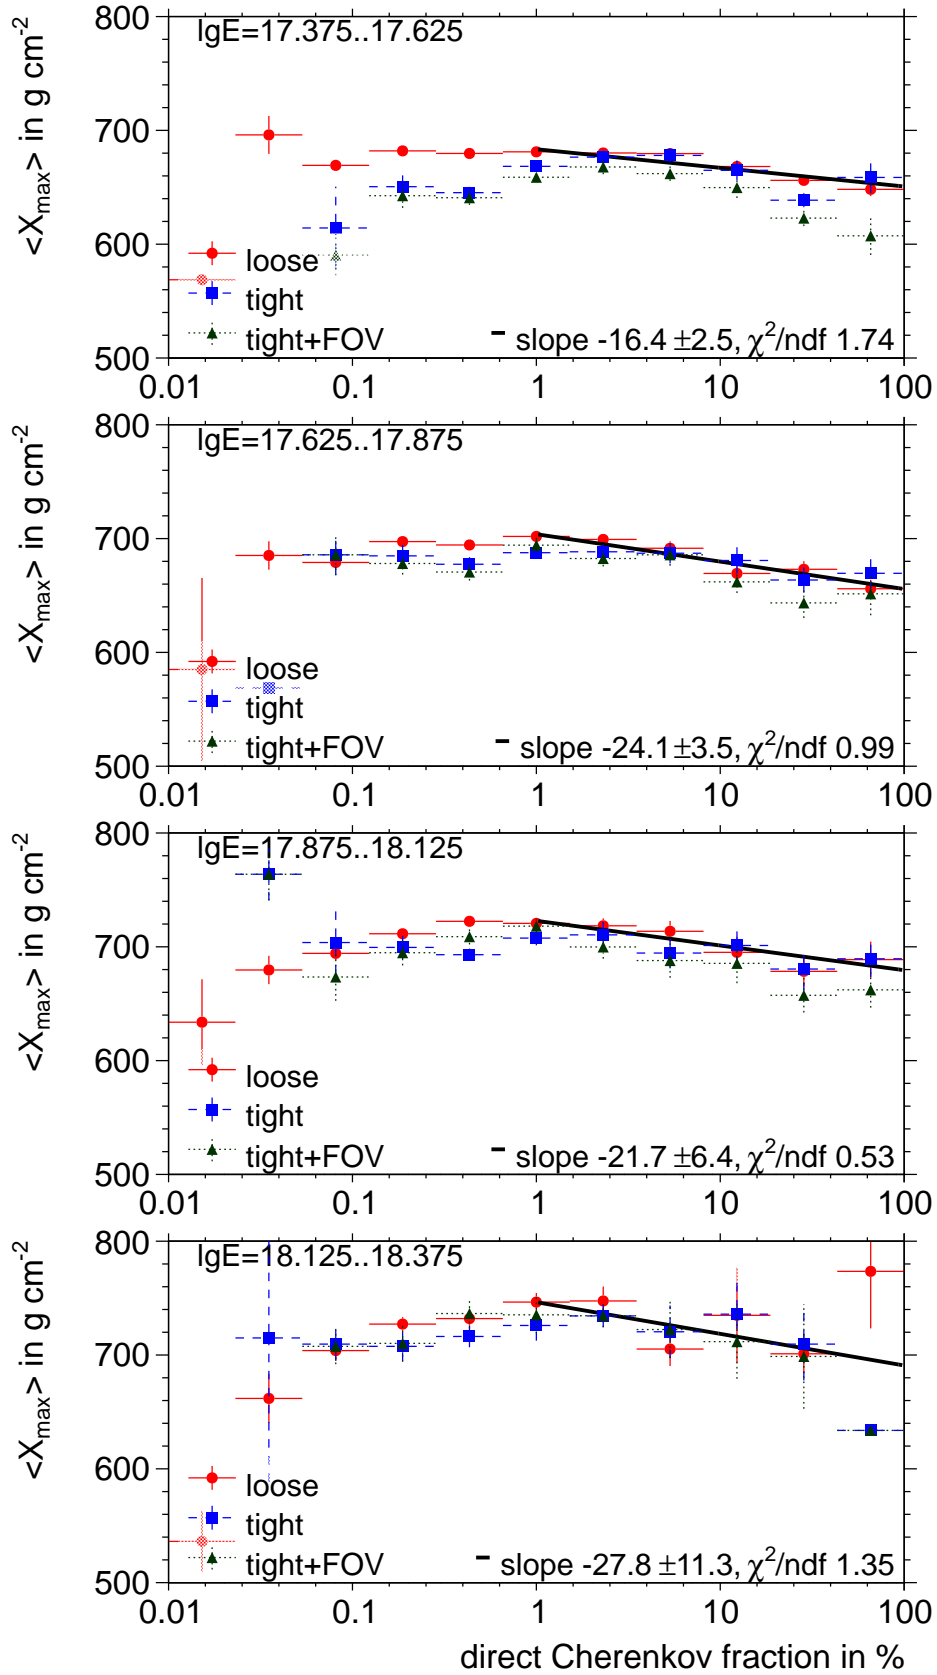 <X_max> in g cm^-2
800
700
600
500
lgE=17.375..17.625
loose
tight
tight+FOV
slope -16.4 ±2.5, χ²/ndf 1.74
0.01 0.1 1 10 100
<X_max> in g cm^-2
800
700
600
500
lgE=17.625..17.875
loose
tight
tight+FOV
slope -24.1 ±3.5, χ²/ndf 0.99
0.01 0.1 1 10 100
<X_max> in g cm^-2
800
700
600
500
lgE=17.875..18.125
loose
tight
tight+FOV
slope -21.7 ±6.4, χ²/ndf 0.53
0.01 0.1 1 10 100
<X_max> in g cm^-2
800
700
600
500
lgE=18.125..18.375
loose
tight
tight+FOV
slope -27.8 ±11.3, χ²/ndf 1.35
0.01 0.1 1 10 100
direct Cherenkov fraction in %